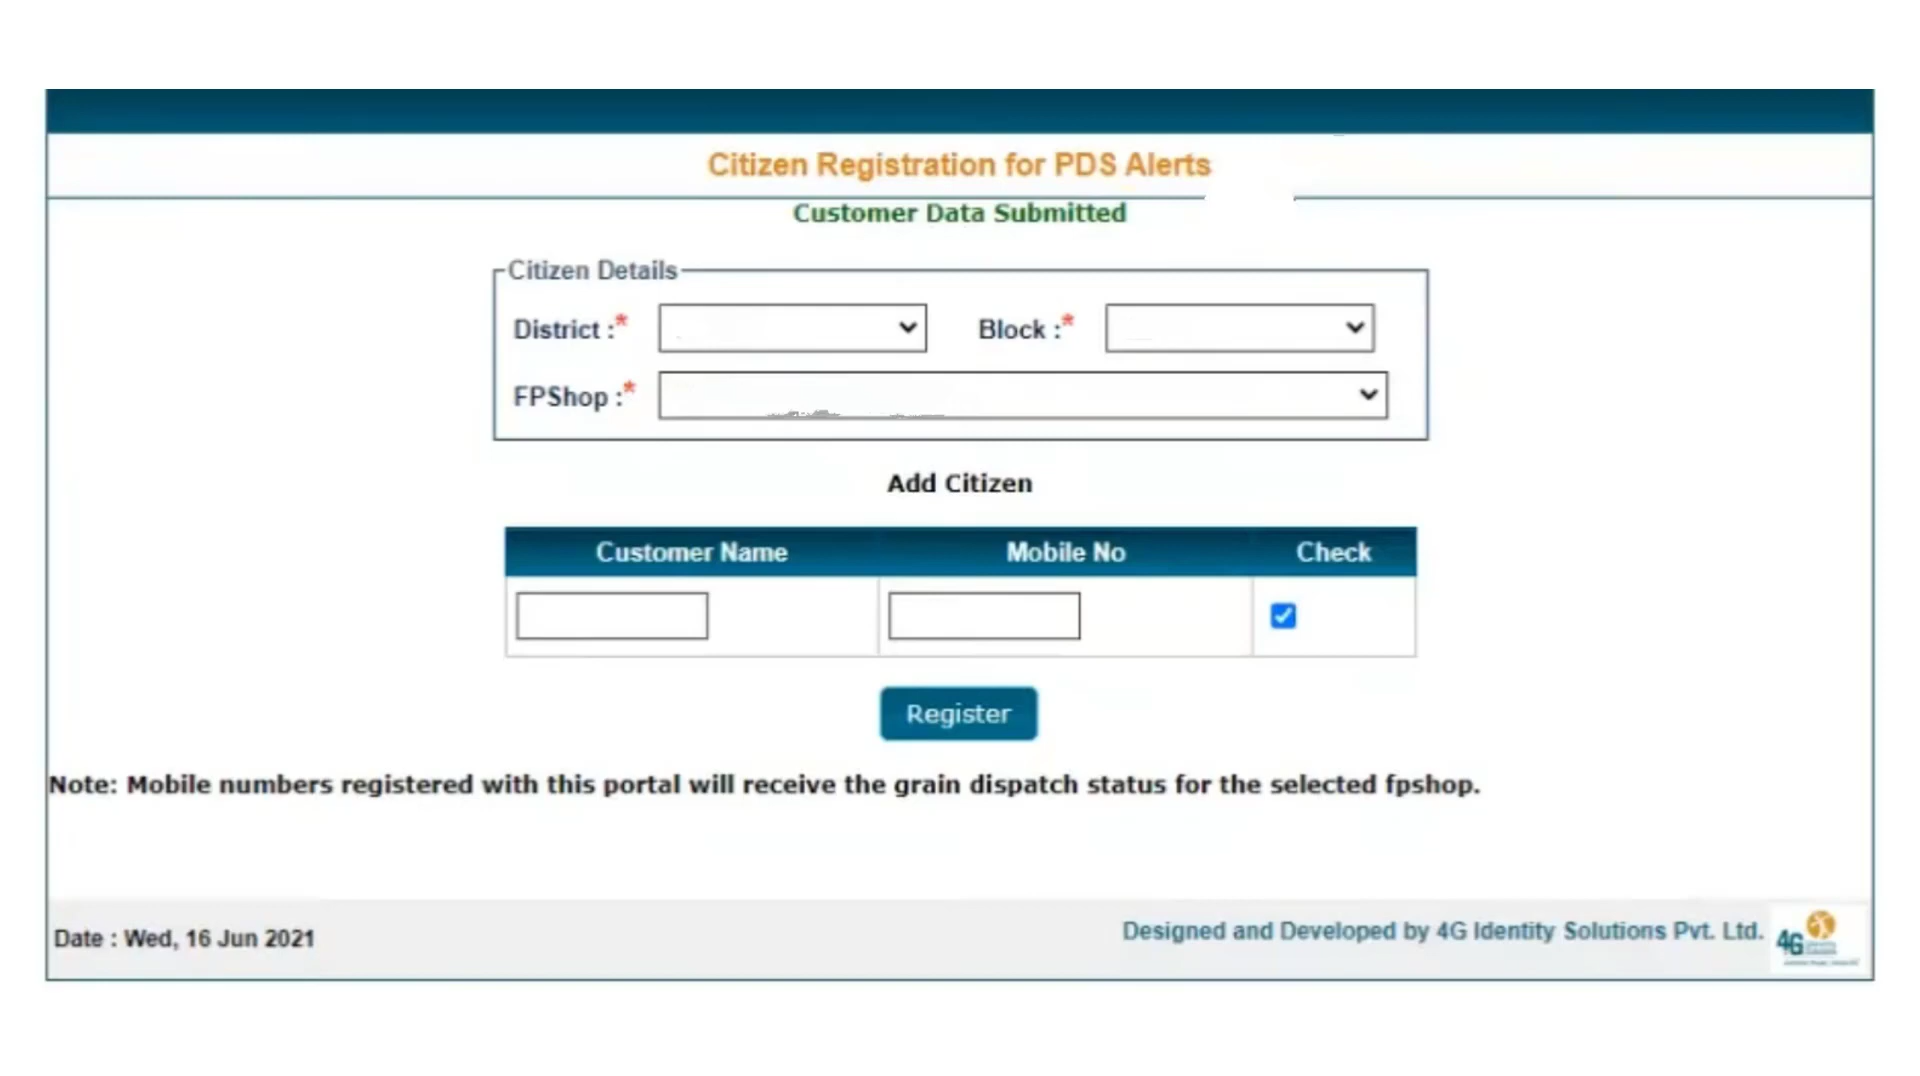 Citizen Registration for PDS Alerts
Customer Data Submitted
Citizen Details
District :* Block :*
FPShop :*
Add Citizen
Customer Name Mobile No Check
Register
Note: Mobile numbers registered with this portal will receive the grain dispatch status for the selected fpshop.
Date : Wed, 16 Jun 2021
Designed and Developed by 4G Identity Solutions Pvt. Ltd.
4G